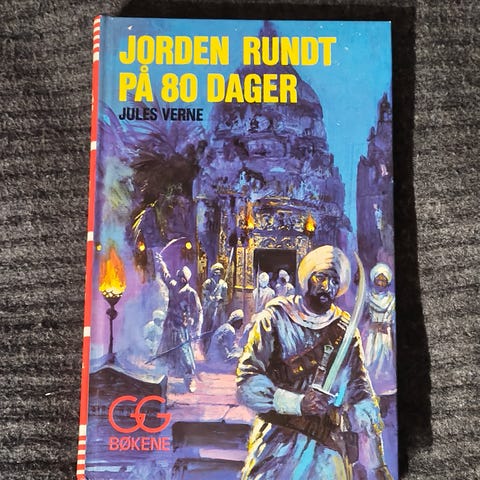 JORDEN RUNDT
PÅ 80 DAGER
JULES VERNE
GG
BØKENE